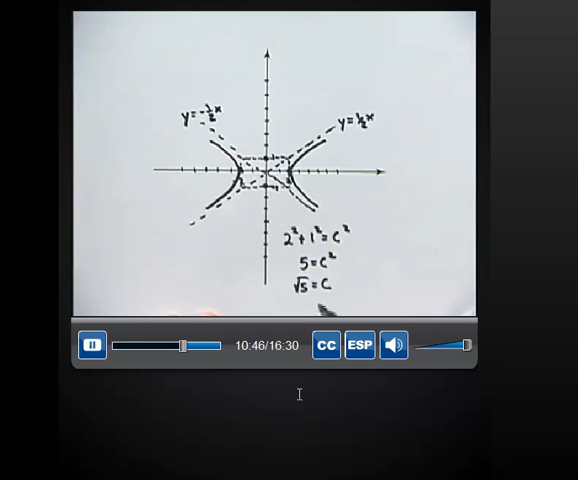 y=-½x
y=½x
2²+1²=c²
5=c²
√5=c
10:46/16:30
CC
ESP